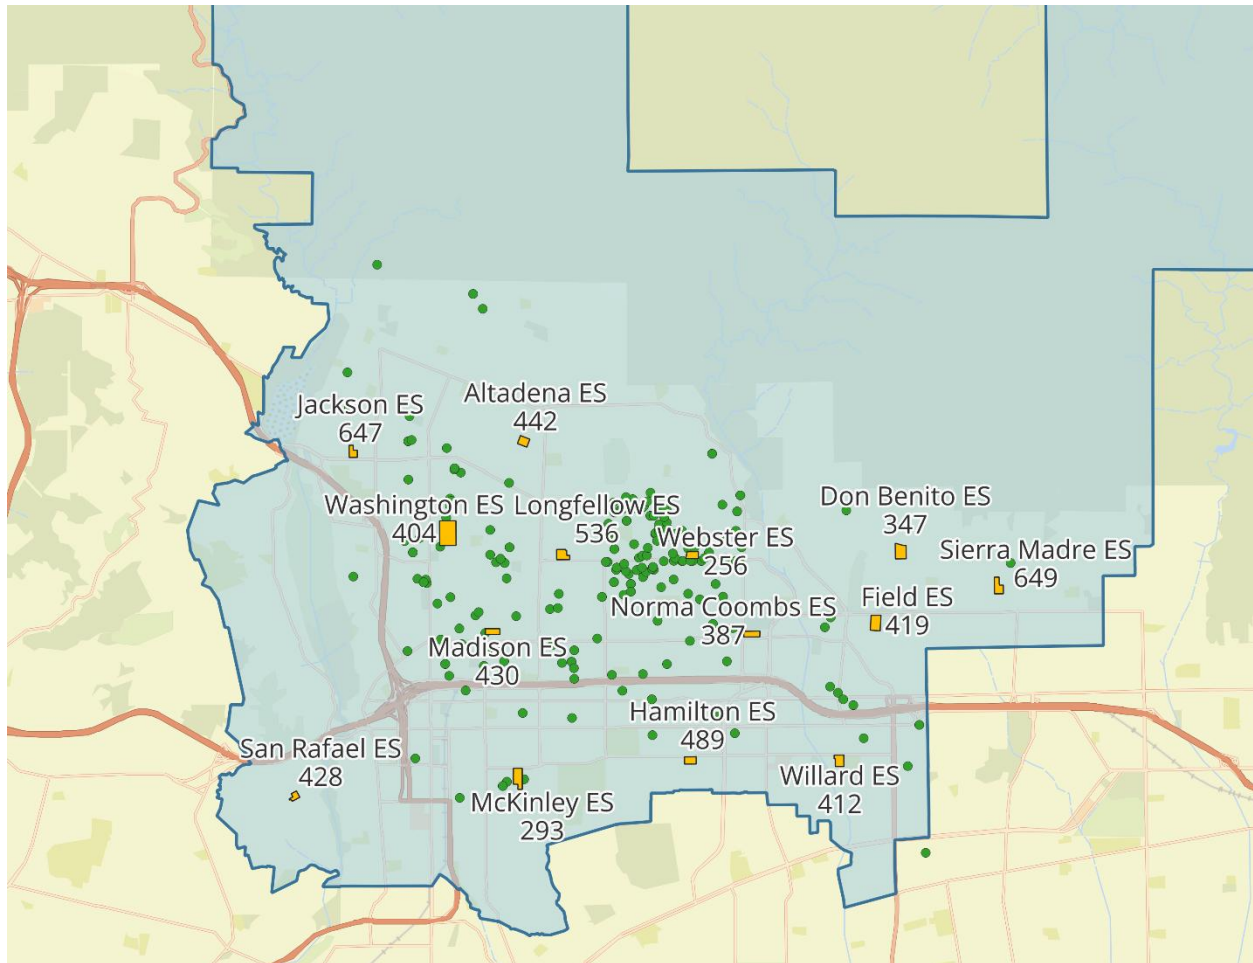 Altadena ES
442
Jackson ES
647
Washington ES
404
Longfellow ES
536
Webster ES
256
Don Benito ES
347
Sierra Madre ES
649
Norma Coombs ES
387
Field ES
419
Madison ES
430
Hamilton ES
489
San Rafael ES
428
McKinley ES
293
Willard ES
412